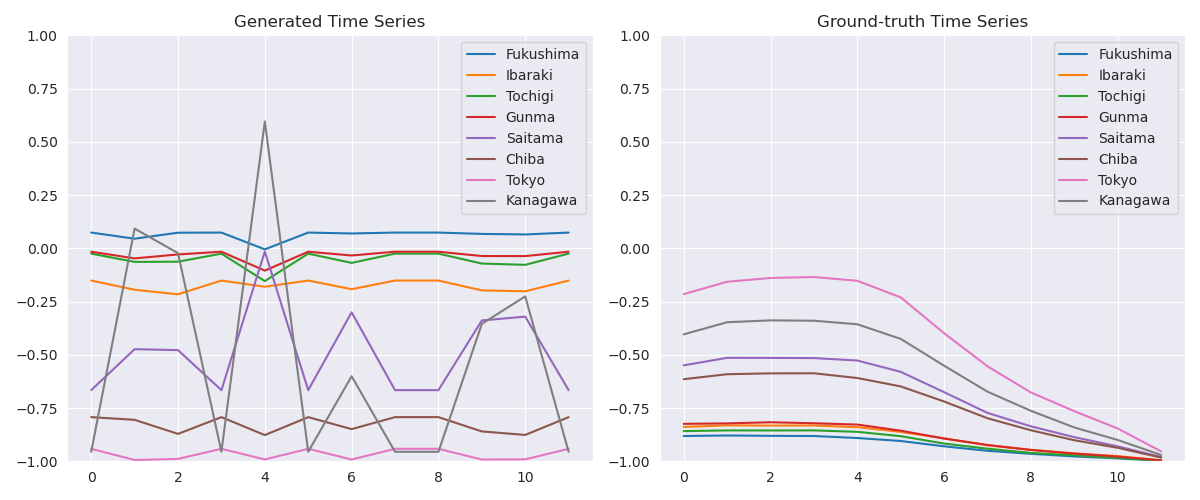 Generated Time Series
1.00
0.75
0.50
0.25
0.00
−0.25
−0.50
−0.75
−1.00
0 2 4 6 8 10
Fukushima
Ibaraki
Tochigi
Gunma
Saitama
Chiba
Tokyo
Kanagawa
Ground-truth Time Series
1.00
0.75
0.50
0.25
0.00
−0.25
−0.50
−0.75
−1.00
0 2 4 6 8 10
Fukushima
Ibaraki
Tochigi
Gunma
Saitama
Chiba
Tokyo
Kanagawa